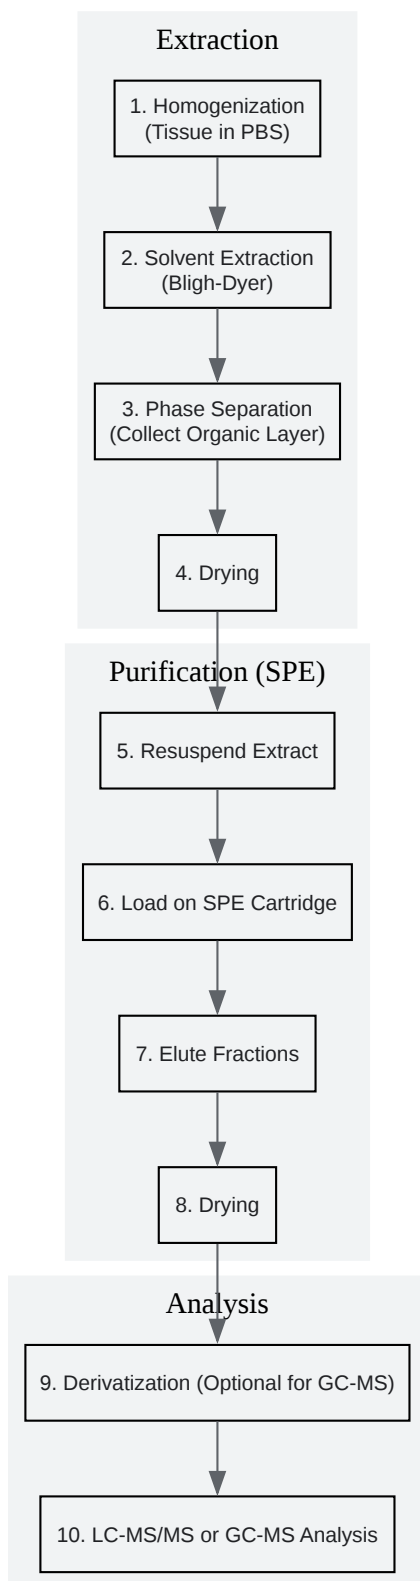 Extraction
1. Homogenization
(Tissue in PBS)
2. Solvent Extraction
(Bligh-Dyer)
3. Phase Separation
(Collect Organic Layer)
4. Drying
Purification (SPE)
5. Resuspend Extract
6. Load on SPE Cartridge
7. Elute Fractions
8. Drying
Analysis
9. Derivatization (Optional for GC-MS)
10. LC-MS/MS or GC-MS Analysis